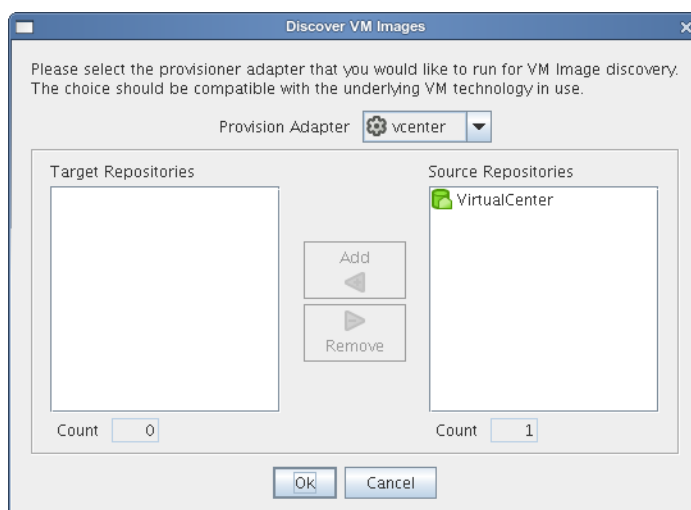 Discover VM Images
Please select the provisioner adapter that you would like to run for VM Image discovery.
The choice should be compatible with the underlying VM technology in use.
Provision Adapter vcenter
Target Repositories
Source Repositories
VirtualCenter
Add
Remove
Count 0
Count 1
Ok
Cancel